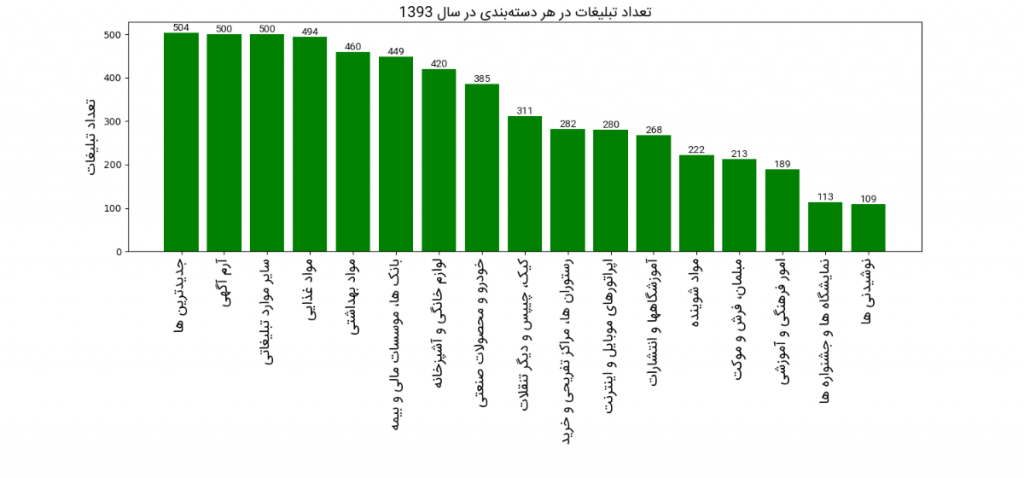 تعداد تبلیغات در هر دسته‌بندی در سال 1393
تعداد تبلیغات
500
400
300
200
100
0
504
500
500
494
460
449
420
385
311
282
280
268
222
213
189
113
109
جدیدترین ها
آرم آگهی
سایر موارد تبلیغاتی
مواد غذایی
مواد بهداشتی
بانک ها، موسسات مالی و بیمه
لوازم خانگی و آشپزخانه
خودرو و محصولات صنعتی
کیک، چیپس و دیگر تنقلات
رستوران ها، مراکز تفریحی و خرید
اپراتورهای موبایل و اینترنت
آموزشگاهها و انتشارات
مواد شوینده
مبلمان، فرش و موکت
امور فرهنگی و آموزشی
نمایشگاه ها و جشنواره ها
نوشیدنی ها